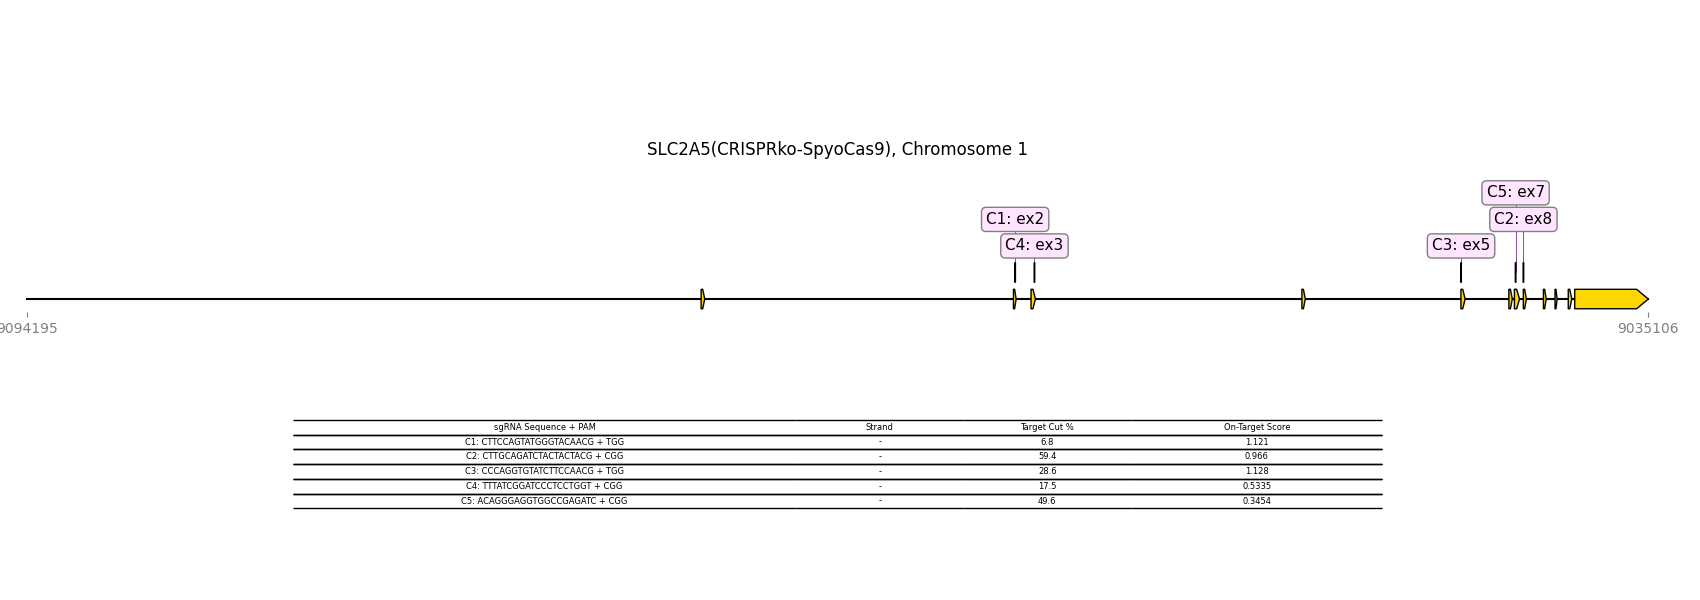 SLC2A5(CRISPRko-SpyoCas9), Chromosome 1
C5: ex7
C1: ex2
C2: ex8
C4: ex3
C3: ex5
9094195
9035106
sgRNA Sequence + PAM Strand Target Cut % On-Target Score
C1: CTTCCAGTATGGGTACAACG + TGG - 6.8 1.121
C2: CTTGCAGATCTACTACTACG + CGG - 59.4 0.966
C3: CCCAGGTGTATCTTCCAACG + TGG - 28.6 1.128
C4: TTTATCGGATCCCTCCTGGT + CGG - 17.5 0.5335
C5: ACAGGGAGGTGGCCGAGATC + CGG - 49.6 0.3454